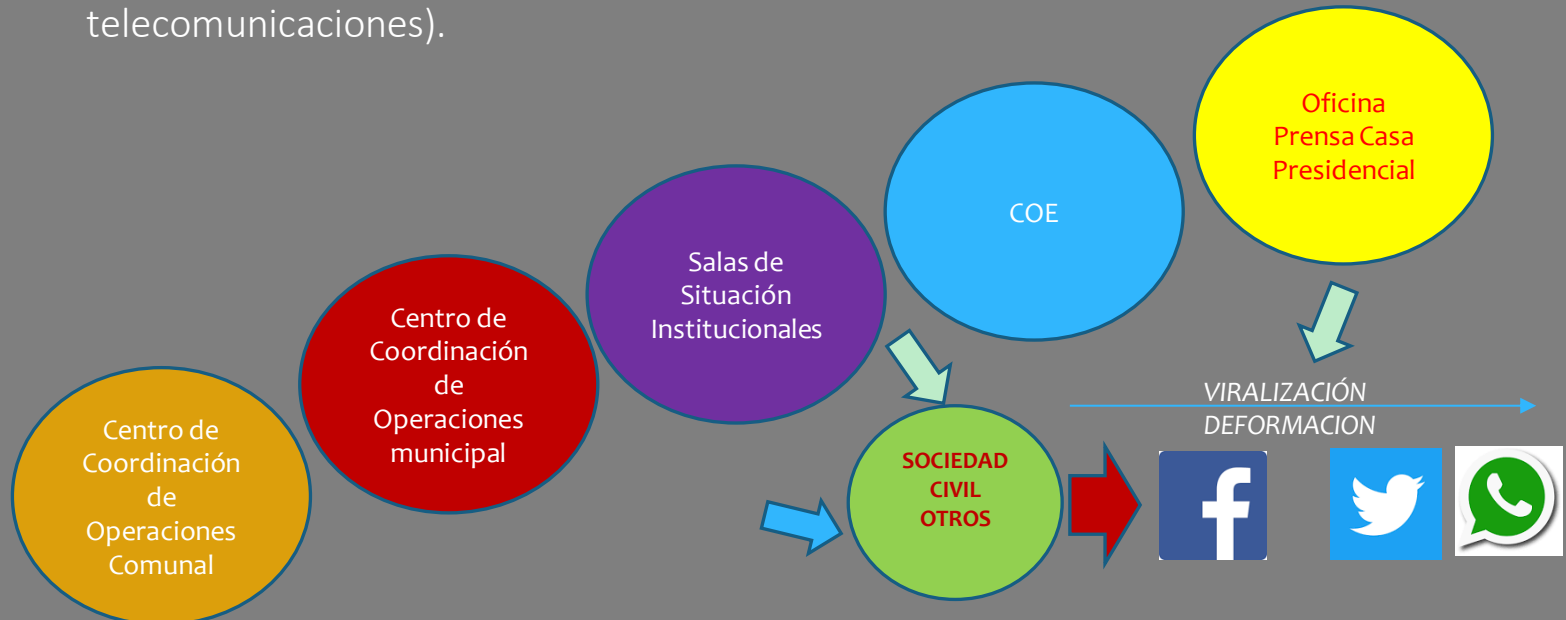 telecomunicaciones).
Oficina
Prensa Casa
Presidencial
COE
Salas de
Situación
Institucionales
Centro de
Coordinación
de
Operaciones
municipal
Centro de
Coordinación
de
Operaciones
Comunal
SOCIEDAD
CIVIL
OTROS
VIRALIZACIÓN
DEFORMACION